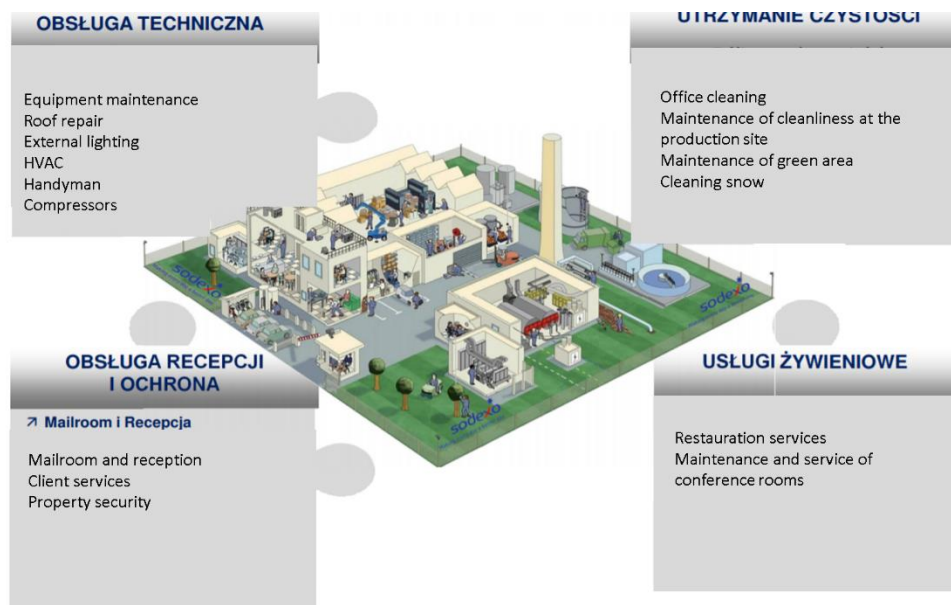 OBSŁUGA TECHNICZNA
Equipment maintenance
Roof repair
External lighting
HVAC
Handyman
Compressors
UTRZYMANIE CZYSTOŚCI
Office cleaning
Maintenance of cleanliness at the
production site
Maintenance of green area
Cleaning snow
sodexo
sodexo
sodexo
OBSŁUGA RECEPCJI
I OCHRONA
↗ Mailroom i Recepcja
Mailroom and reception
Client services
Property security
USŁUGI ŻYWIENIOWE
Restauration services
Maintenance and service of
conference rooms